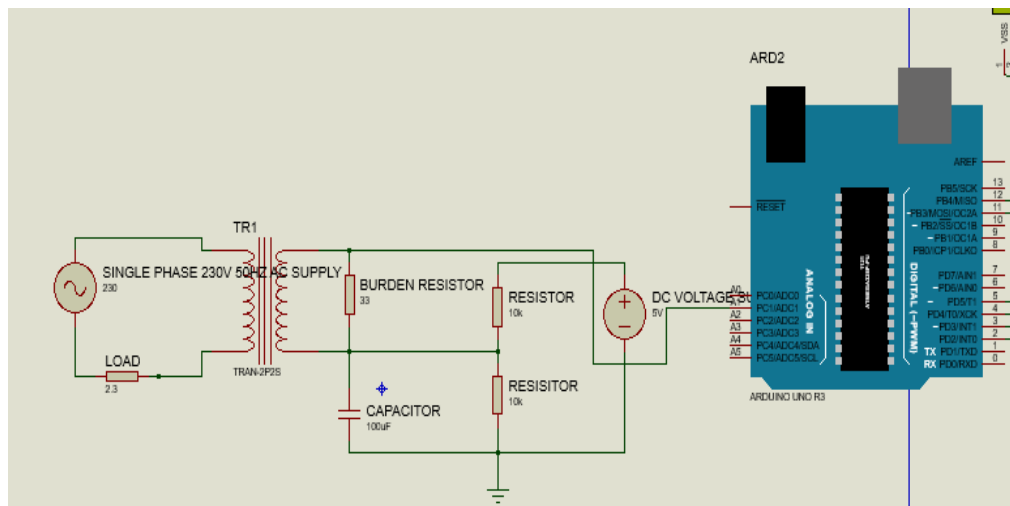 ARD2
VSS
1
AREF
RESET
PB5/SCK 13
PB4/MISO 12
~PB3/MOSI/OC2A 11
~PB2/SS/OC1B 10
~PB1/OC1A 9
PB0/ICP1/CLKO 8
TR1
SINGLE PHASE 230V 50HZ AC SUPPLY
230
BURDEN RESISTOR
33
RESISTOR
10k
DC VOLTAGE SU
5V
ANALOG IN
DIGITAL (~PWM)
A0 PC0/ADC0
A1 PC1/ADC1
A2 PC2/ADC2
A3 PC3/ADC3
A4 PC4/ADC4/SDA
A5 PC5/ADC5/SCL
PD7/AIN1 7
~PD6/AIN0 6
~PD5/T1 5
PD4/T0/XCK 4
~PD3/INT1 3
PD2/INT0 2
TX PD1/TXD 1
RX PD0/RXD 0
LOAD
2.3
TRAN-2P2S
RESISITOR
10k
CAPACITOR
100uF
ARDUINO UNO R3